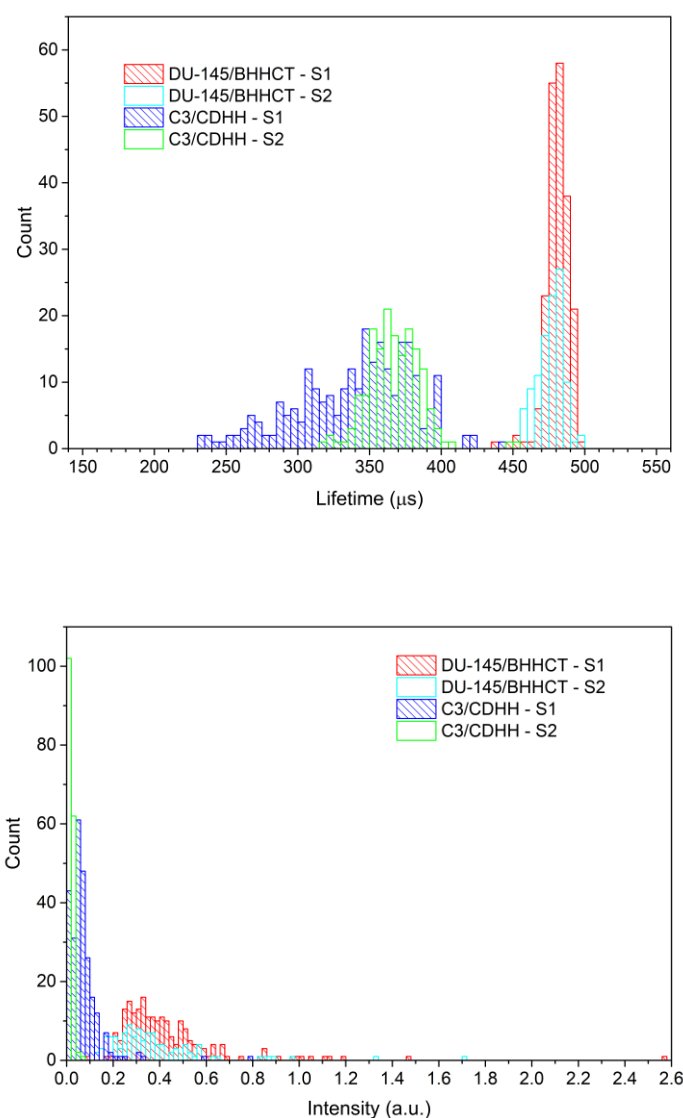 60
50
40
30
20
10
0
Count
DU-145/BHHCT - S1
DU-145/BHHCT - S2
C3/CDHH - S1
C3/CDHH - S2
150 200 250 300 350 400 450 500 550
Lifetime (μs)
100
80
60
40
20
0
Count
DU-145/BHHCT - S1
DU-145/BHHCT - S2
C3/CDHH - S1
C3/CDHH - S2
0.0 0.2 0.4 0.6 0.8 1.0 1.2 1.4 1.6 1.8 2.0 2.2 2.4 2.6
Intensity (a.u.)